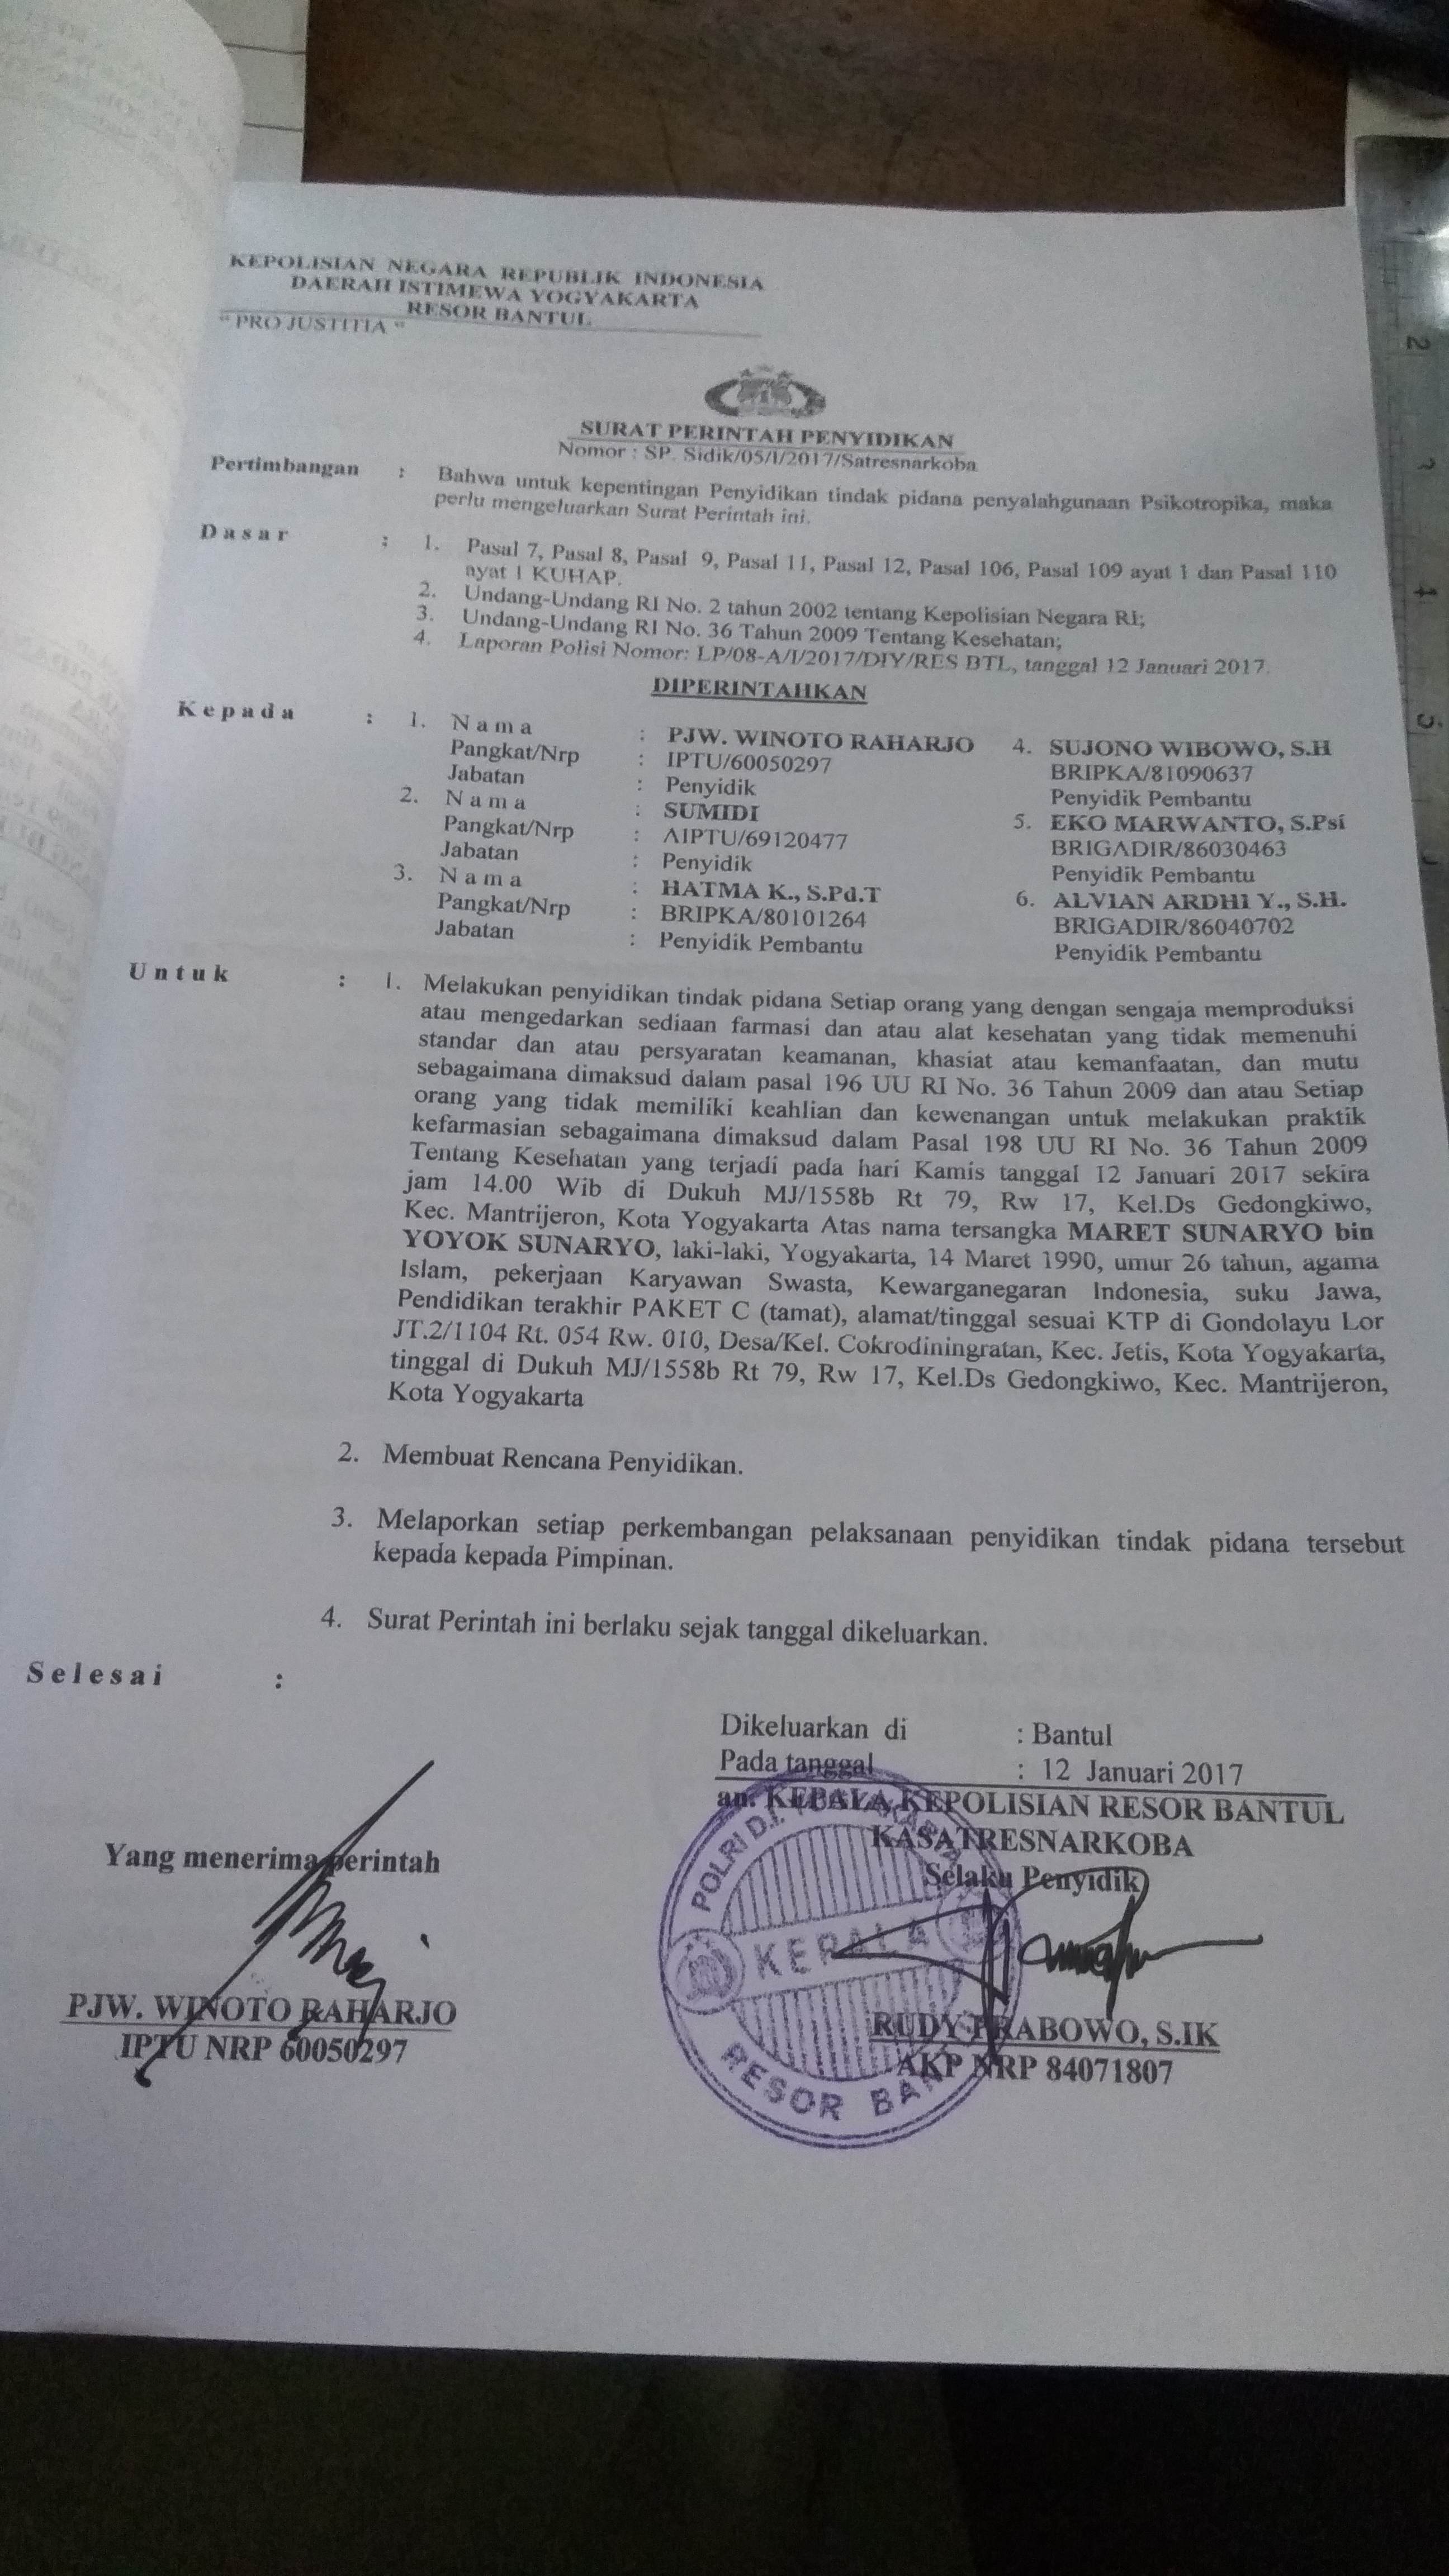 KEPOLISIAN NEGARA REPUBLIK INDONESIA
DAERAH ISTIMEWA YOGYAKARTA
RESOR BANTUL
" PRO JUSTITIA "
SURAT PERINTAH PENYIDIKAN
Nomor : SP. Sidik/05/I/2017/Satresnarkoba
Pertimbangan : Bahwa untuk kepentingan Penyidikan tindak pidana penyalahgunaan Psikotropika, maka
perlu mengeluarkan Surat Perintah ini.
Dasar : 1. Pasal 7, Pasal 8, Pasal 9, Pasal 11, Pasal 12, Pasal 106, Pasal 109 ayat 1 dan Pasal 110
ayat 1 KUHAP.
2. Undang-Undang RI No. 2 tahun 2002 tentang Kepolisian Negara RI;
3. Undang-Undang RI No. 36 Tahun 2009 Tentang Kesehatan;
4. Laporan Polisi Nomor: LP/08-A/I/2017/DIY/RES BTL, tanggal 12 Januari 2017.
DIPERINTAHKAN
Kepada : 1. Nama : PJW. WINOTO RAHARJO
Pangkat/Nrp : IPTU/60050297
Jabatan : Penyidik
2. Nama : SUMIDI
Pangkat/Nrp : AIPTU/69120477
Jabatan : Penyidik
3. Nama : HATMA K., S.Pd.T
Pangkat/Nrp : BRIPKA/80101264
Jabatan : Penyidik Pembantu
4. SUJONO WIBOWO, S.H
BRIPKA/81090637
Penyidik Pembantu
5. EKO MARWANTO, S.Psi
BRIGADIR/86030463
Penyidik Pembantu
6. ALVIAN ARDHI Y., S.H.
BRIGADIR/86040702
Penyidik Pembantu
Untuk : 1. Melakukan penyidikan tindak pidana Setiap orang yang dengan sengaja memproduksi
atau mengedarkan sediaan farmasi dan atau alat kesehatan yang tidak memenuhi
standar dan atau persyaratan keamanan, khasiat atau kemanfaatan, dan mutu
sebagaimana dimaksud dalam pasal 196 UU RI No. 36 Tahun 2009 dan atau Setiap
orang yang tidak memiliki keahlian dan kewenangan untuk melakukan praktik
kefarmasian sebagaimana dimaksud dalam Pasal 198 UU RI No. 36 Tahun 2009
Tentang Kesehatan yang terjadi pada hari Kamis tanggal 12 Januari 2017 sekira
jam 14.00 Wib di Dukuh MJ/1558b Rt 79, Rw 17, Kel.Ds Gedongkiwo,
Kec. Mantrijeron, Kota Yogyakarta Atas nama tersangka MARET SUNARYO bin
YOYOK SUNARYO, laki-laki, Yogyakarta, 14 Maret 1990, umur 26 tahun, agama
Islam, pekerjaan Karyawan Swasta, Kewarganegaran Indonesia, suku Jawa,
Pendidikan terakhir PAKET C (tamat), alamat/tinggal sesuai KTP di Gondolayu Lor
JT.2/1104 Rt. 054 Rw. 010, Desa/Kel. Cokrodiningratan, Kec. Jetis, Kota Yogyakarta,
tinggal di Dukuh MJ/1558b Rt 79, Rw 17, Kel.Ds Gedongkiwo, Kec. Mantrijeron,
Kota Yogyakarta
2. Membuat Rencana Penyidikan.
3. Melaporkan setiap perkembangan pelaksanaan penyidikan tindak pidana tersebut
kepada kepada Pimpinan.
4. Surat Perintah ini berlaku sejak tanggal dikeluarkan.
Selesai :
Dikeluarkan di : Bantul
Pada tanggal : 12 Januari 2017
an. KEPALA KEPOLISIAN RESOR BANTUL
KASATRESNARKOBA
Selaku Penyidik
Yang menerima perintah
PJW. WINOTO RAHARJO
IPTU NRP 60050297
POLRI D.I.
KEPALA
RESOR
RUDY PRABOWO, S.IK
AKP NRP 84071807
2
3
4
5